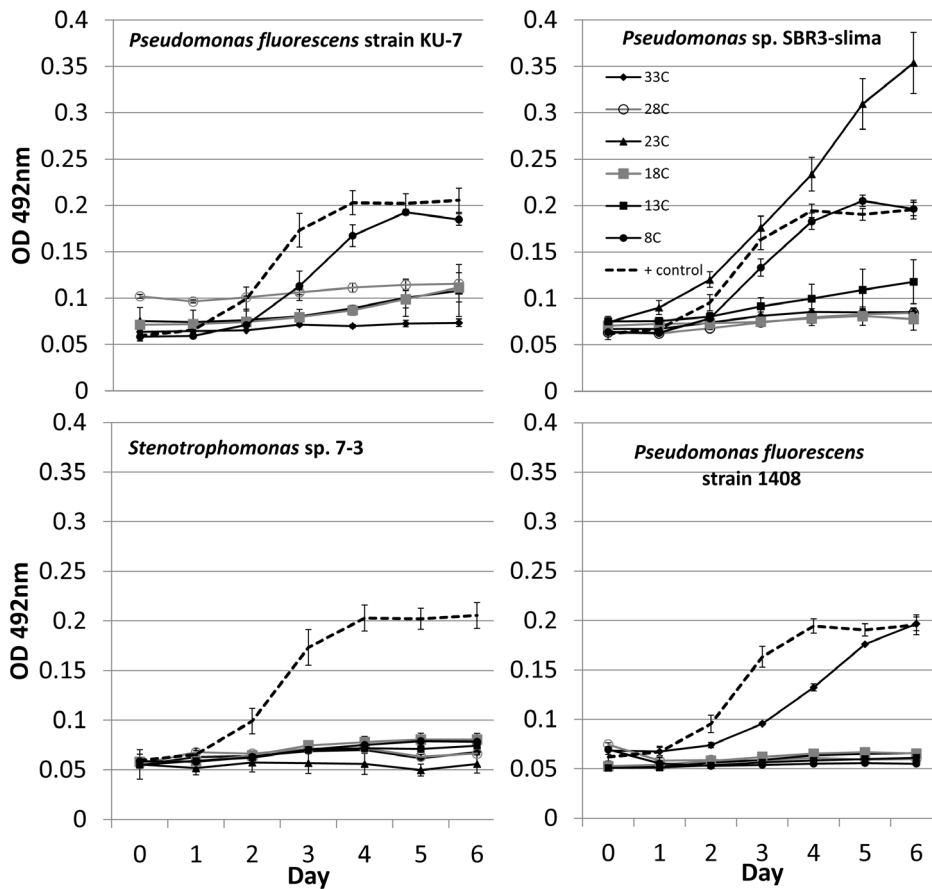 Pseudomonas fluorescens strain KU-7
OD 492nm
0.4
0.35
0.3
0.25
0.2
0.15
0.1
0.05
0
Pseudomonas sp. SBR3-slima
0.4
0.35
0.3
0.25
0.2
0.15
0.1
0.05
0
33C
28C
23C
18C
13C
8C
+ control
Stenotrophomonas sp. 7-3
OD 492nm
0.4
0.35
0.3
0.25
0.2
0.15
0.1
0.05
0
0 1 2 3 4 5 6
Day
Pseudomonas fluorescens
strain 1408
0.4
0.35
0.3
0.25
0.2
0.15
0.1
0.05
0
0 1 2 3 4 5 6
Day